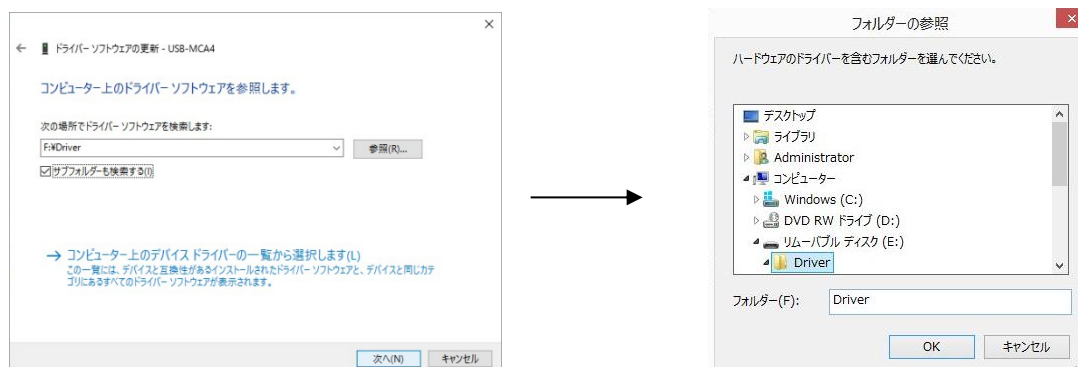 ドライバー ソフトウェアの更新 - USB-MCA4
コンピューター上のドライバー ソフトウェアを参照します。
次の場所でドライバー ソフトウェアを検索します:
F:¥Driver
参照(R)...
サブフォルダーも検索する(I)
→ コンピューター上のデバイス ドライバーの一覧から選択します(L)
この一覧には、デバイスと互換性があるインストールされたドライバー ソフトウェアと、デバイスと同じカテ
ゴリにあるすべてのドライバー ソフトウェアが表示されます。
次へ(N)
キャンセル
フォルダーの参照
ハードウェアのドライバーを含むフォルダーを選んでください。
デスクトップ
ライブラリ
Administrator
コンピューター
Windows (C:)
DVD RW ドライブ (D:)
リムーバブル ディスク (E:)
Driver
フォルダー(F):
Driver
OK
キャンセル